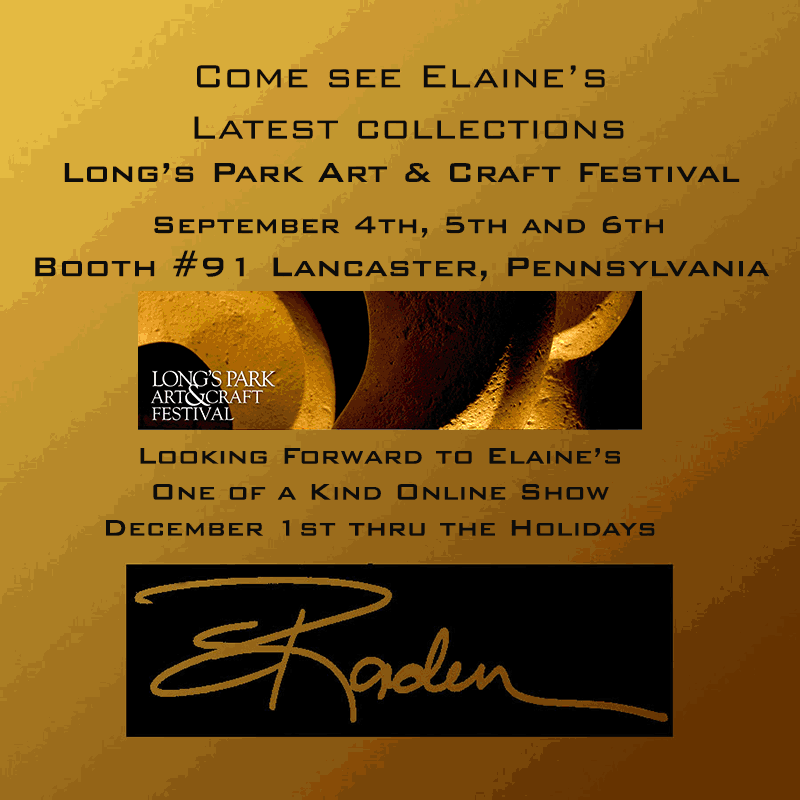 Come see Elaine's
Latest collections
Long's Park Art & Craft Festival
September 4th, 5th and 6th
Booth #91 Lancaster, Pennsylvania
LONG'S PARK
ART & CRAFT
FESTIVAL
Looking Forward to Elaine's
One of a Kind Online Show
December 1st thru the Holidays
ERaden